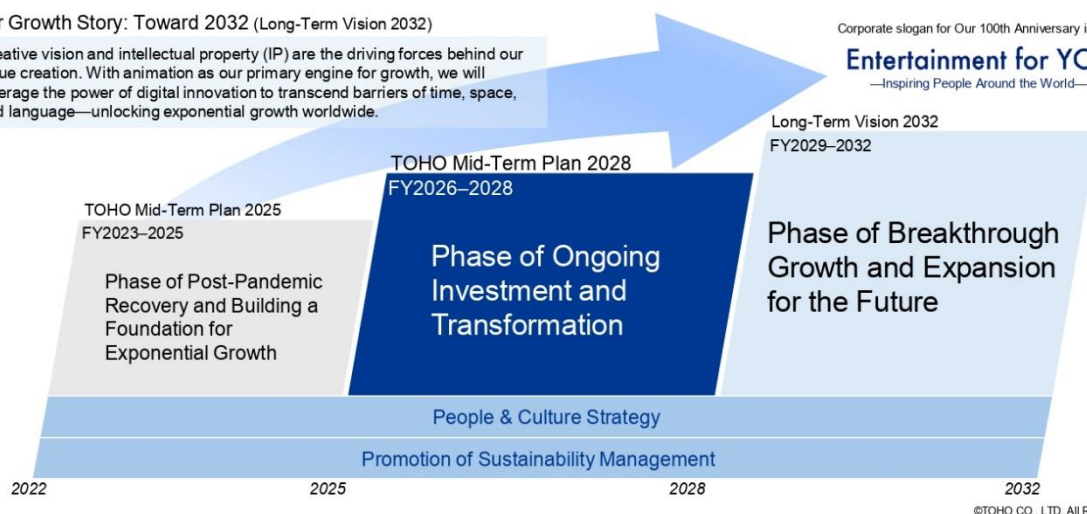 r Growth Story: Toward 2032 (Long-Term Vision 2032)
eative vision and intellectual property (IP) are the driving forces behind our
ue creation. With animation as our primary engine for growth, we will
erage the power of digital innovation to transcend barriers of time, space,
d language—unlocking exponential growth worldwide.
Corporate slogan for Our 100th Anniversary i
Entertainment for YO
—Inspiring People Around the World—
TOHO Mid-Term Plan 2025
FY2023–2025
Phase of Post-Pandemic
Recovery and Building a
Foundation for
Exponential Growth
TOHO Mid-Term Plan 2028
FY2026–2028
Phase of Ongoing
Investment and
Transformation
Long-Term Vision 2032
FY2029–2032
Phase of Breakthrough
Growth and Expansion
for the Future
People & Culture Strategy
Promotion of Sustainability Management
2022 2025 2028 2032
©TOHO CO., LTD. All R